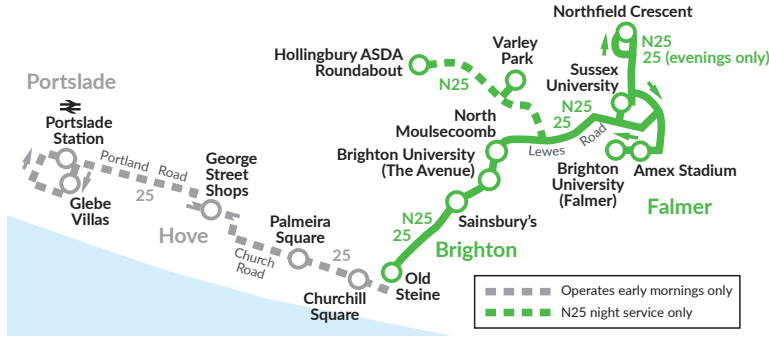 Northfield Crescent
N25
25 (evenings only)
Hollingbury ASDA
Roundabout
Varley
Park
N25
Sussex
University
Portslade
Portslade
Station
N25
25
North
Moulsecoomb
Lewes
Road
Portland Road
25
George
Street
Shops
Brighton University
(The Avenue)
Brighton
University
(Falmer)
Amex Stadium
Falmer
Glebe
Villas
Hove
Palmeira
Square
N25
25
Sainsbury's
Brighton
Church
Road
25
Old
Steine
Churchill
Square
Operates early mornings only
N25 night service only